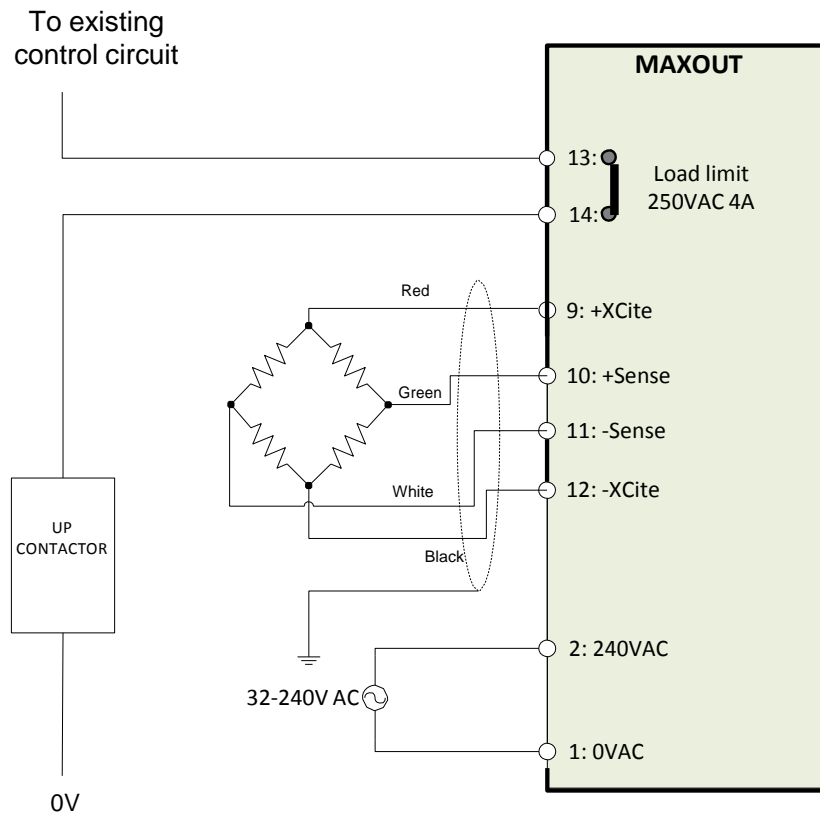 To existing
control circuit
MAXOUT
13:
Load limit
250VAC 4A
14:
Red
9: +XCite
Green
10: +Sense
11: -Sense
White
12: -XCite
UP
CONTACTOR
Black
2: 240VAC
32-240V AC
1: 0VAC
0V